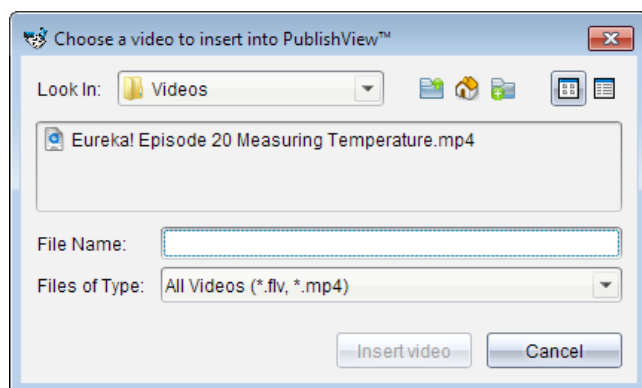 Choose a video to insert into PublishView™
Look In: Videos
Eureka! Episode 20 Measuring Temperature.mp4
File Name:
Files of Type: All Videos (*.flv, *.mp4)
Insert video Cancel